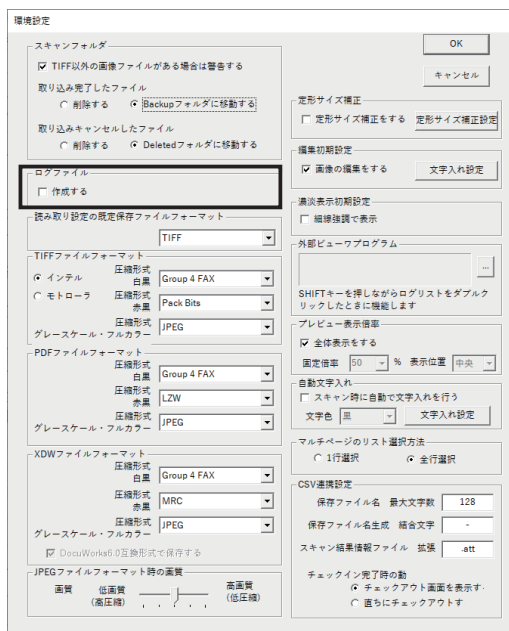 環境設定
スキャンフォルダ
TIFF以外の画像ファイルがある場合は警告する
取り込み完了したファイル
削除する Backupフォルダに移動する
取り込みキャンセルしたファイル
削除する Deletedフォルダに移動する
ログファイル
作成する
読み取り設定の既定保存ファイルフォーマット
TIFF
TIFFファイルフォーマット
インテル
モトローラ
圧縮形式
白黒 Group 4 FAX
圧縮形式
赤黒 Pack Bits
圧縮形式
グレースケール・フルカラー JPEG
PDFファイルフォーマット
圧縮形式
白黒 Group 4 FAX
圧縮形式
赤黒 LZW
圧縮形式
グレースケール・フルカラー JPEG
XDWファイルフォーマット
圧縮形式
白黒 Group 4 FAX
圧縮形式
赤黒 MRC
圧縮形式
グレースケール・フルカラー JPEG
DocuWorks6.0互換形式で保存する
JPEGファイルフォーマット時の画質
画質 低画質 高画質
(高圧縮) (低圧縮)
OK
キャンセル
定形サイズ補正
定形サイズ補正をする 定形サイズ補正設定
編集初期設定
画像の編集をする 文字入れ設定
濃淡表示初期設定
細線強調で表示
外部ビューワプログラム
...
SHIFTキーを押しながらログリストをダブルク
リックしたときに機能します
プレビュー表示倍率
全体表示をする
固定倍率 50 % 表示位置 中央
自動文字入れ
スキャン時に自動で文字入れを行う
文字色 黒 文字入れ設定
マルチページのリスト選択方法
1行選択 全行選択
CSV連携設定
保存ファイル名 最大文字数 128
保存ファイル名生成 結合文字 -
スキャン結果情報ファイル 拡張 .att
チェックイン完了時の動
チェックアウト画面を表示す
直ちにチェックアウトす